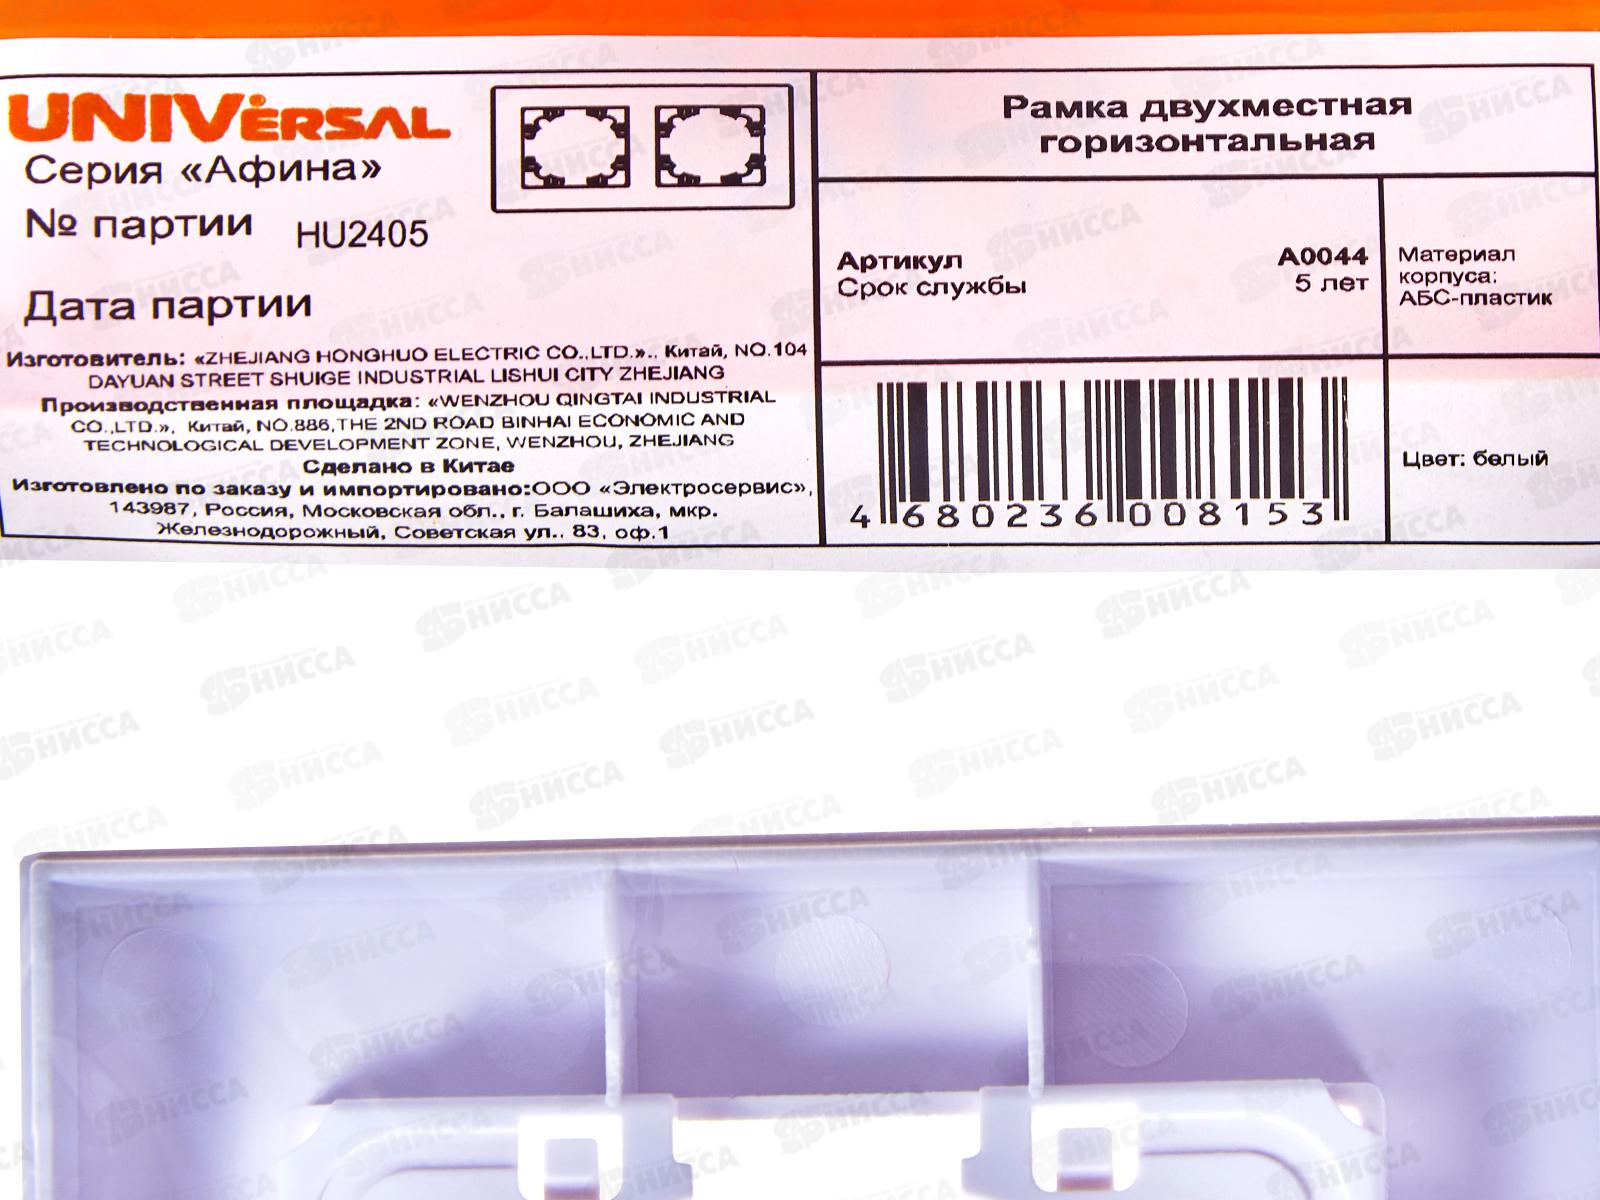 UNIVėRSAL
Серия «Афина»
№ партии HU2405
Дата партии
Изготовитель: «ZHEJIANG HONGHUO ELECTRIC CO.,LTD.»., Китай, NO.104
DAYUAN STREET SHUIGE INDUSTRIAL LISHUI CITY ZHEJIANG
Производственная площадка: «WENZHOU QINGTAI INDUSTRIAL
CO.,LTD.», Китай, NO.886,THE 2ND ROAD BINHAI ECONOMIC AND
TECHNOLOGICAL DEVELOPMENT ZONE, WENZHOU, ZHEJIANG
Сделано в Китае
Изготовлено по заказу и импортировано:ООО «Электросервис»,
143987, Россия, Московская обл., г. Балашиха, мкр.
Железнодорожный, Советская ул., 83, оф.1
Рамка двухместная
горизонтальная
Артикул A0044
Срок службы 5 лет
Материал
корпуса:
АБС-пластик
4 680236 008153
Цвет: белый